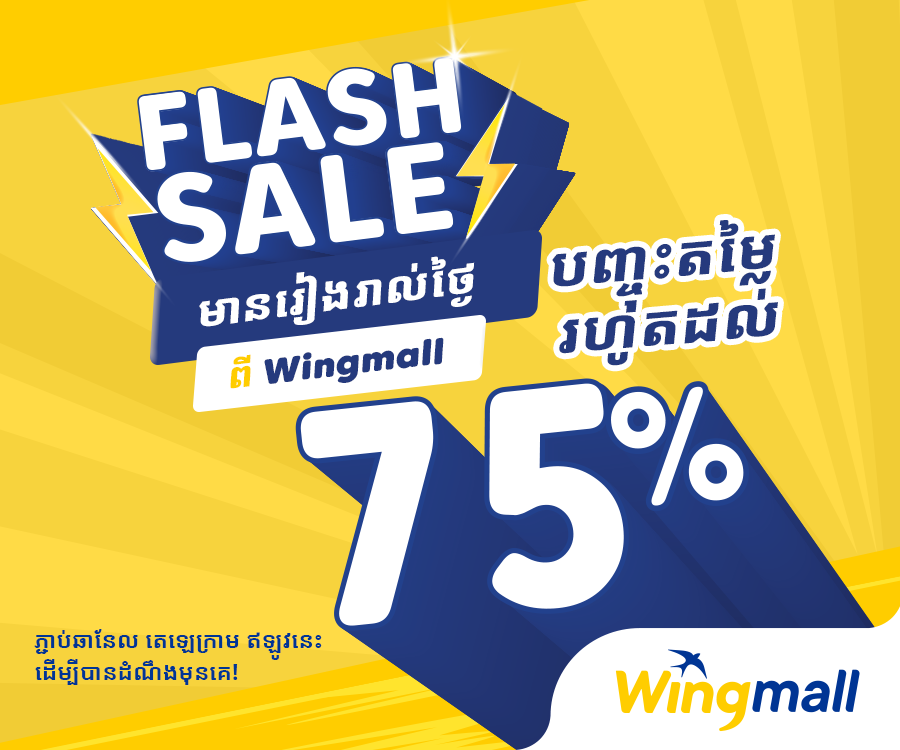 FLASH
SALE
មានរៀងរាល់ថ្ងៃ
ពី Wingmall
បញ្ចុះតម្លៃ
រហូតដល់
75%
ភ្ជាប់ឆានែល តេឡេក្រាម ឥឡូវនេះ
ដើម្បីបានដំណឹងមុនគេ!
Wingmall